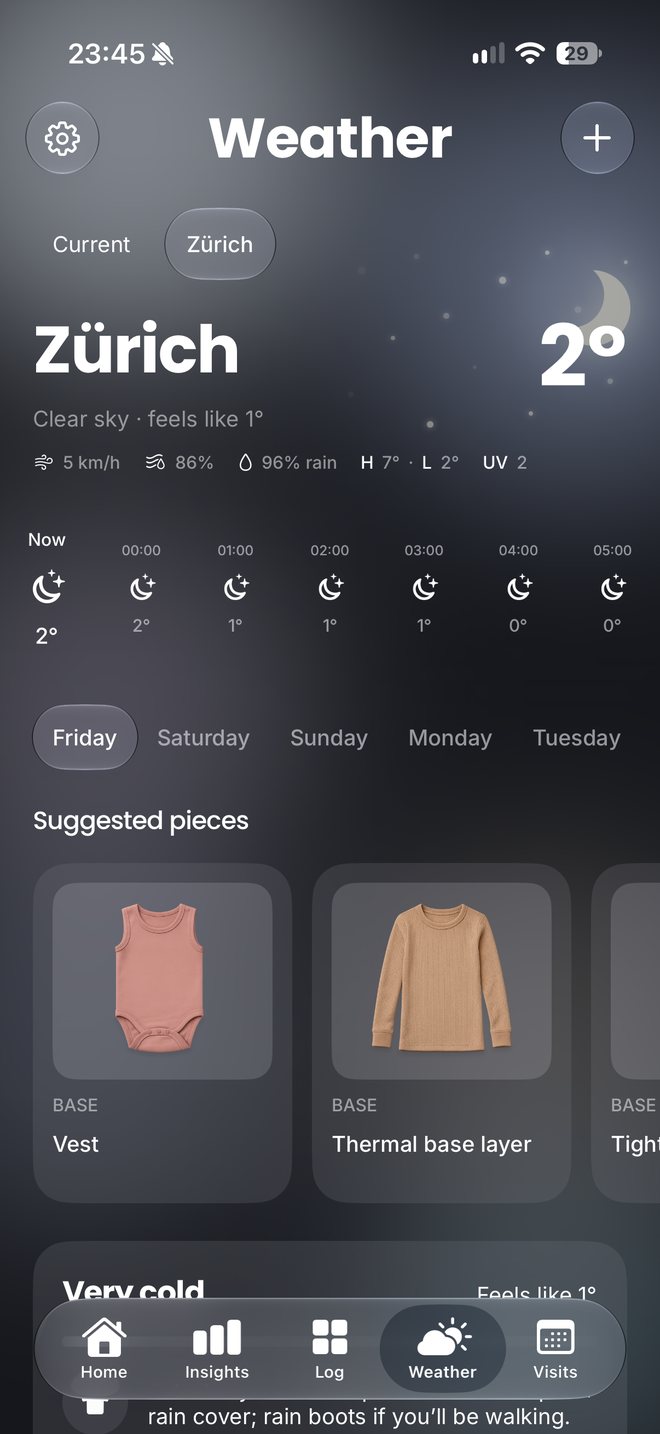 23:45
29
Weather
Current Zürich
Zürich 2°
Clear sky · feels like 1°
5 km/h 86% 96% rain H 7° · L 2° UV 2
Now 00:00 01:00 02:00 03:00 04:00 05:00
2° 2° 1° 1° 1° 0° 0°
Friday Saturday Sunday Monday Tuesday
Suggested pieces
BASE BASE BASE
Vest Thermal base layer Tight
Very cold Feels like 1°
Home Insights Log Weather Visits
rain cover; rain boots if you’ll be walking.